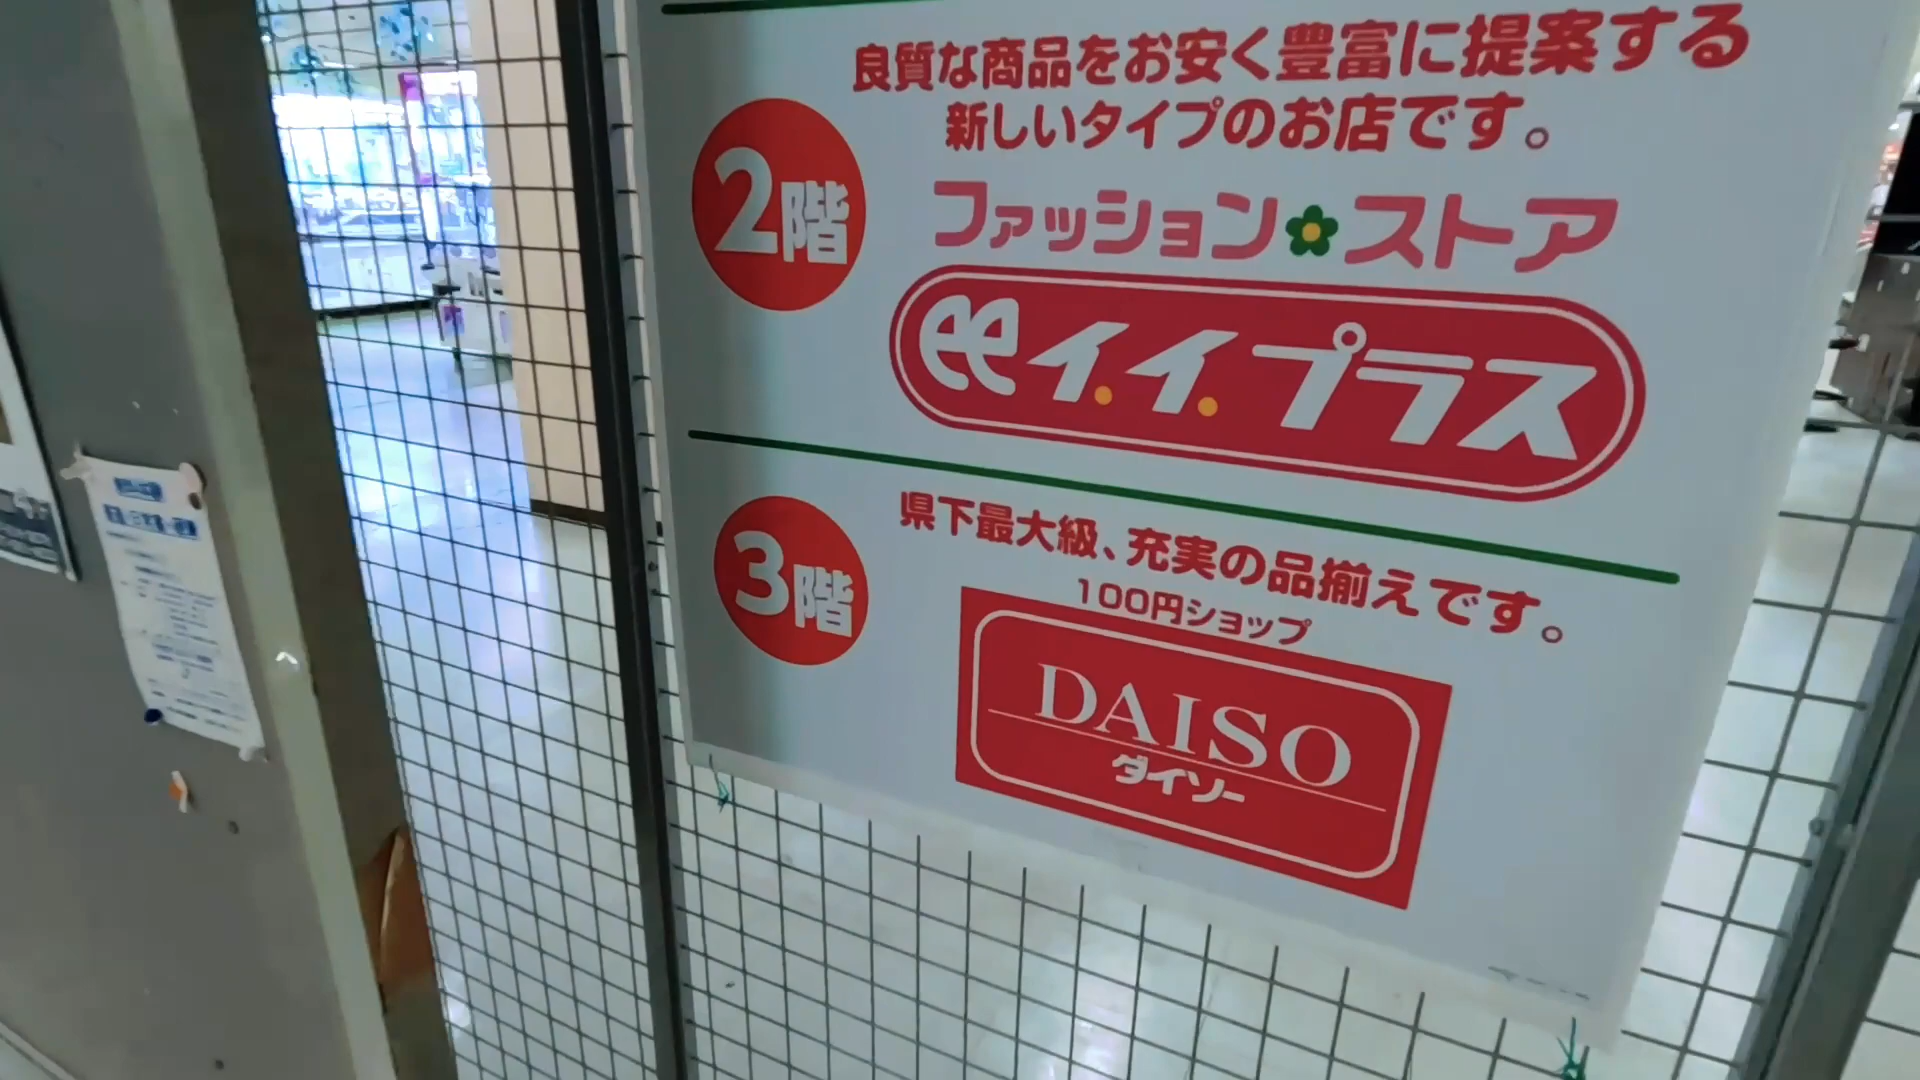 良質な商品をお安く豊富に提案する
新しいタイプのお店です。
2階
ファッション ストア
ee イ.イ.プラス
県下最大級、充実の品揃えです。
3階
100円ショップ
DAISO
ダイソー